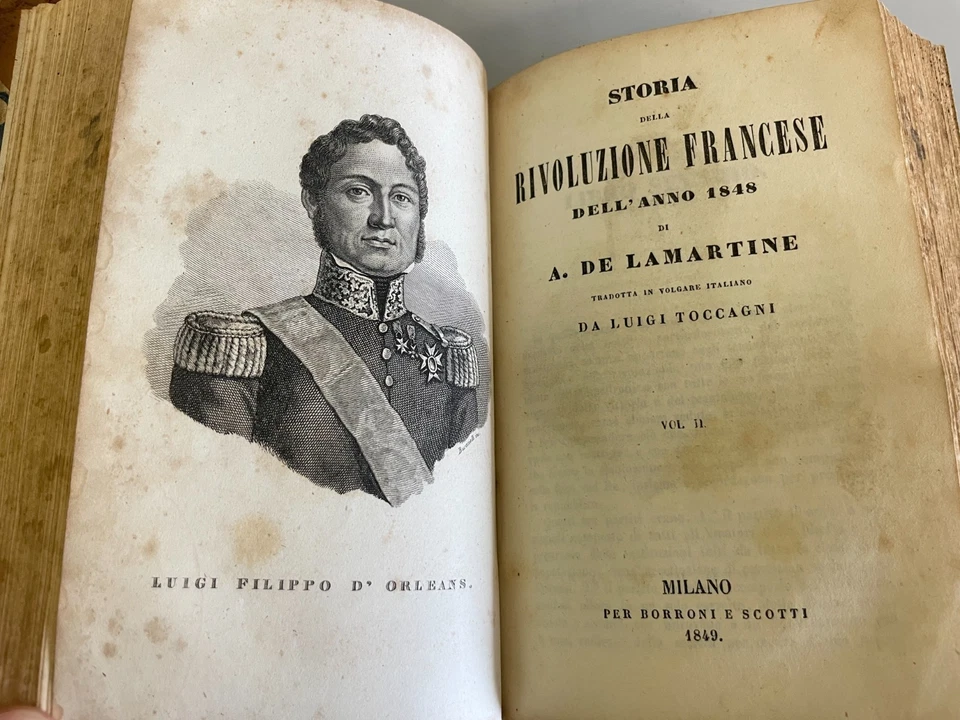 LUIGI FILIPPO D' ORLEANS.
STORIA
DELLA
RIVOLUZIONE FRANCESE
DELL'ANNO 1848
DI
A. DE LAMARTINE
TRADOTTA IN VOLGARE ITALIANO
DA LUIGI TOCCAGNI
VOL. II.
MILANO
PER BORRONI E SCOTTI
1849.